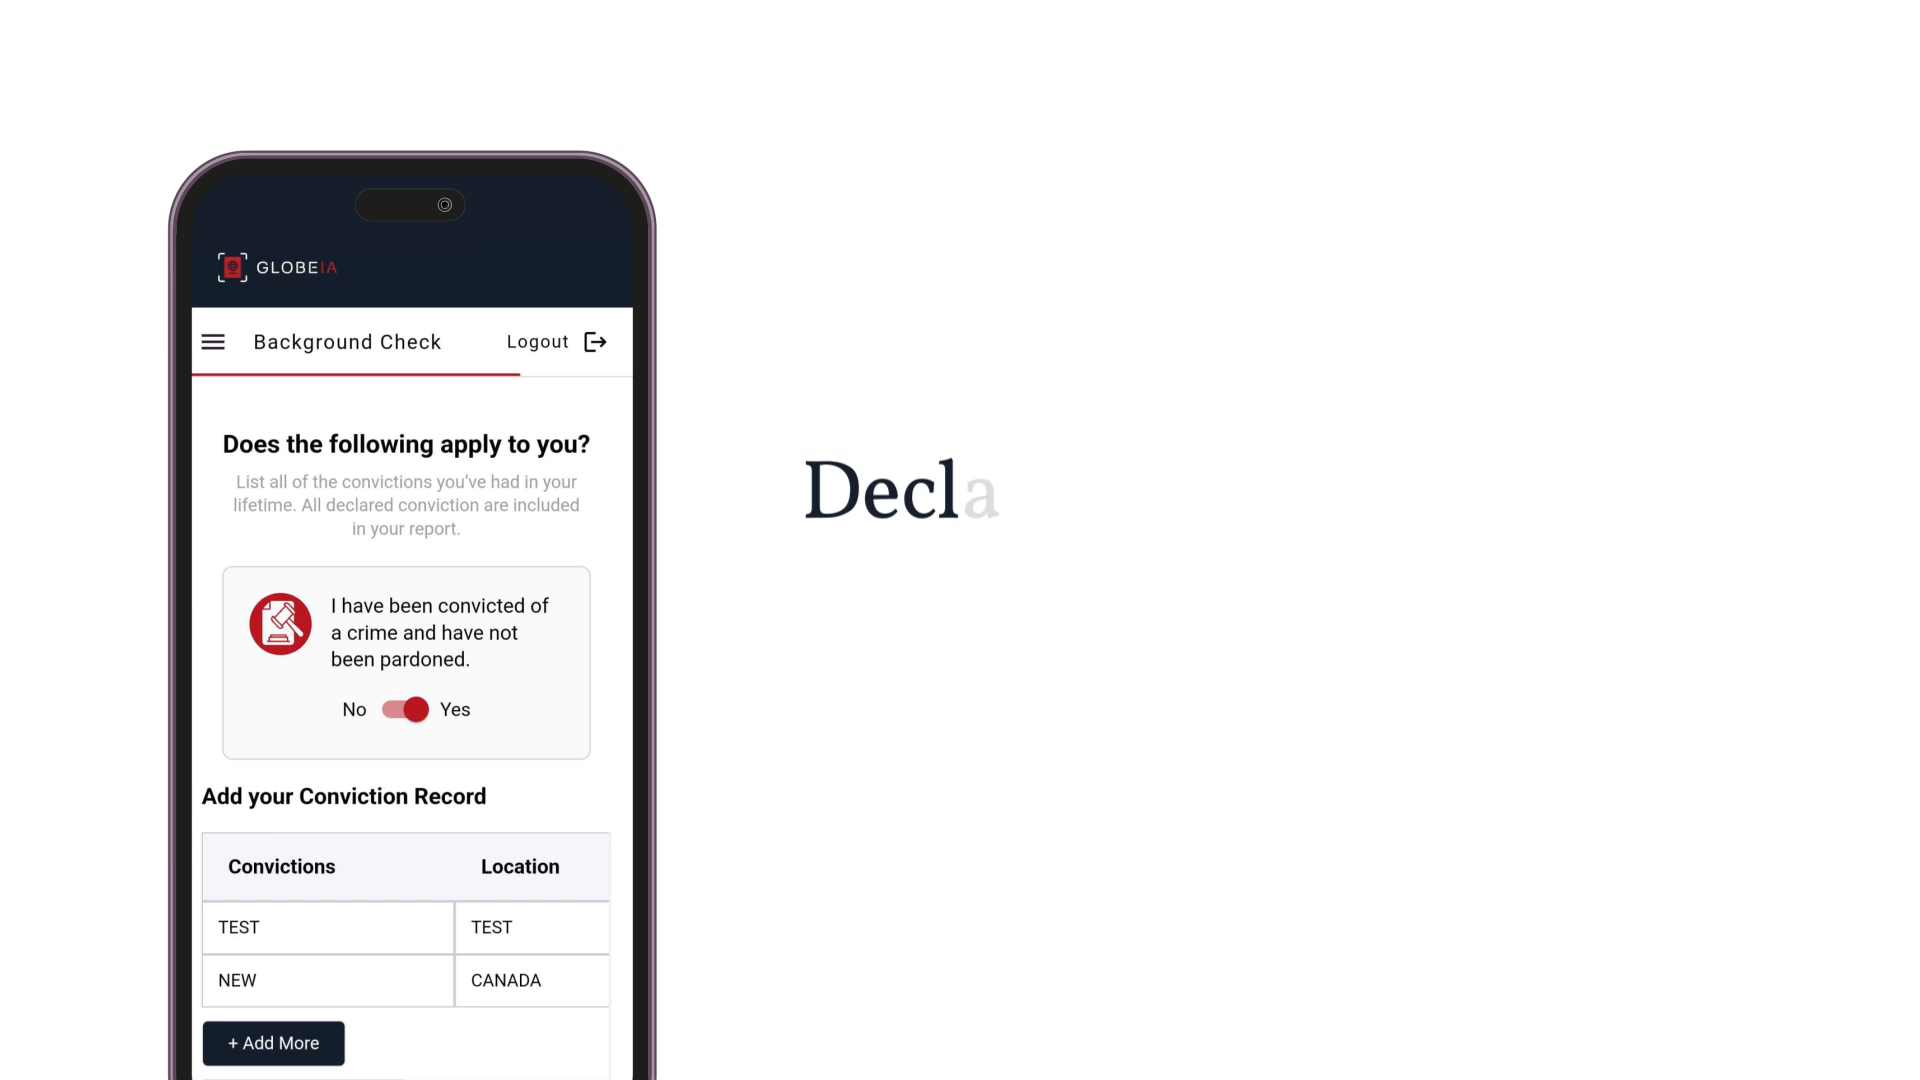 GLOBEIA
Background Check
Logout
Does the following apply to you?
List all of the convictions you’ve had in your
lifetime. All declared conviction are included
in your report.
I have been convicted of
a crime and have not
been pardoned.
No
Yes
Add your Conviction Record
Convictions
Location
TEST
TEST
NEW
CANADA
+ Add More
Decla